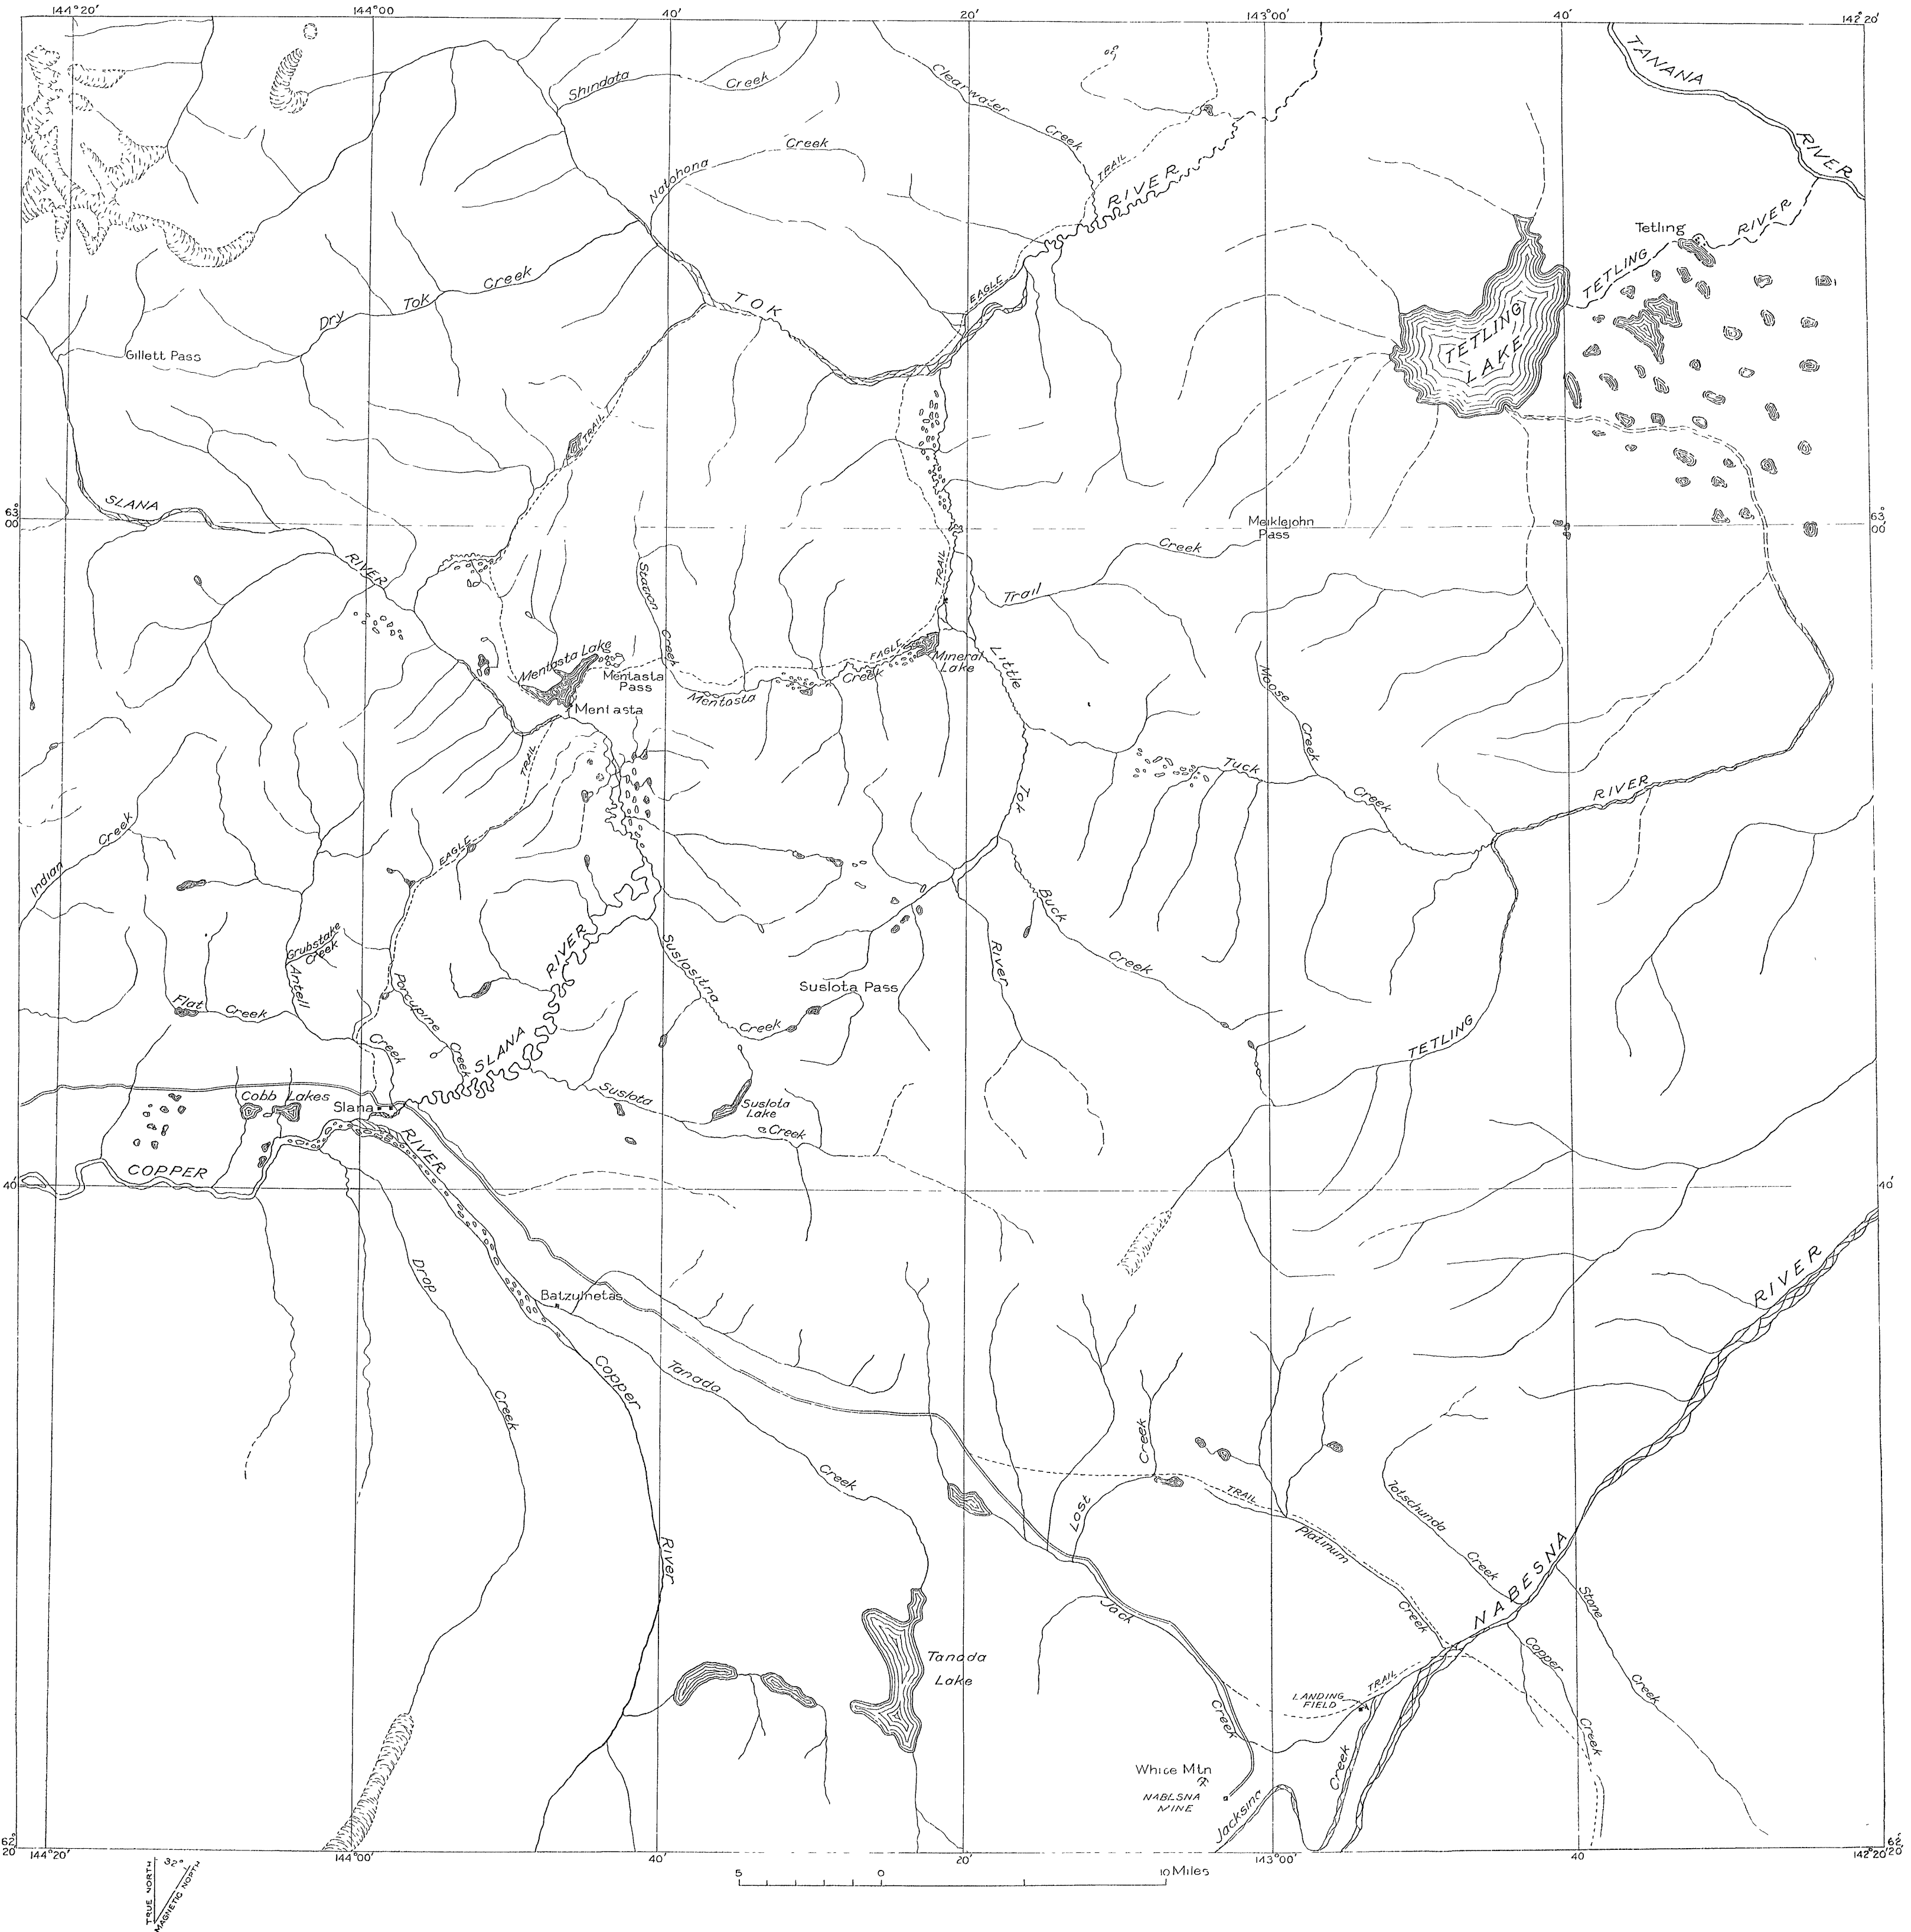 144°20'
144°00'
40'
20'
143°00'
40'
142°20'
TANANA
RIVER
Shindata
Creek
Clearwater
Creek
Natohona
Creek
TRAIL
RIVER
Tetling
TETLING
RIVER
Dry
Tok
Creek
TOK
EAGLE
Gillett Pass
TETLING
LAKE
TRAIL
63°
00'
SLANA
RIVER
Meiklejohn
Pass
Creek
Trail
63°
00'
Station
Creek
TRAIL
EAGLE
Mentasta Lake
Mentasta
Pass
Mentasta
Mentasta
Creek
Mineral
Lake
Little
Tok
River
Moose
Creek
Tuck
Creek
RIVER
TRAIL
EAGLE
Indian
Creek
Buck
Creek
Grubstake
Creek
Antell
Creek
Porcupine
Creek
Flat
Creek
RIVER
SLANA
Suslositna
Creek
Suslota Pass
TETLING
Cobb Lakes
Slana
Suslota
Creek
Suslota
Lake
COPPER
RIVER
40'
40'
Drop
Creek
Batzulnetas
Copper
River
Tanada
Creek
RIVER
NABESNA
Lost
Creek
TRAIL
Platinum
Creek
Totschunda
Creek
Stone
Creek
Copper
Creek
Jack
Creek
Tanada
Lake
LANDING
FIELD
TRAIL
White Mtn
NABESNA
MINE
Jacksina
Creek
62°
20'
62°
20'
144°20'
144°00'
40'
20'
143°00'
40'
142°20'
5
0
10 Miles
TRUE NORTH
32°
MAGNETIC NORTH